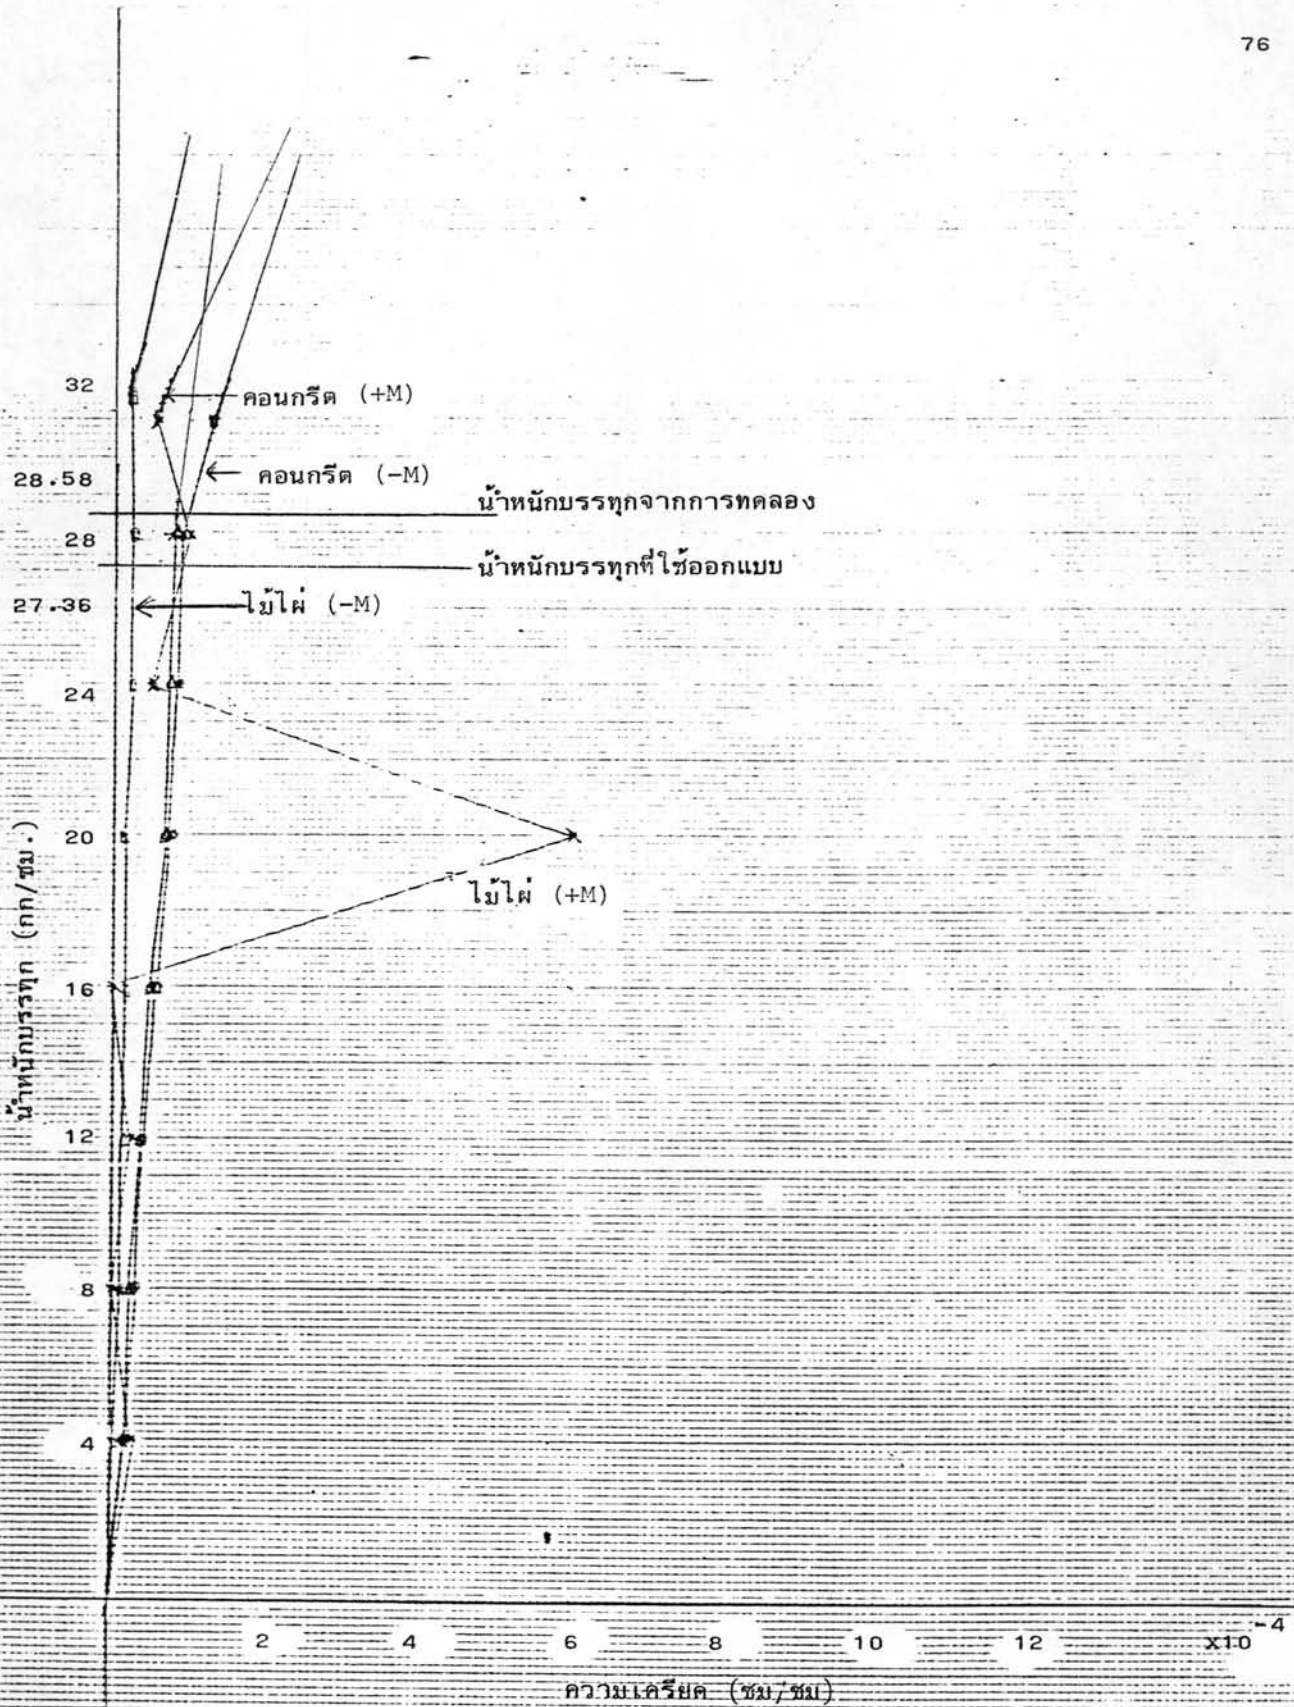 76
32
คอนกรีต (+M)
28.58
คอนกรีต (-M)
น้ำหนักบรรทุกจากการทดลอง
28
น้ำหนักบรรทุกที่ใช้ออกแบบ
27.36
ไม้ไผ่ (-M)
24
20
ไม้ไผ่ (+M)
16
12
8
4
น้ำหนักบรรทุก (กก/ซม.)
2 4 6 8 10 12 x10 -4
ความเครียด (ซม/ซม)